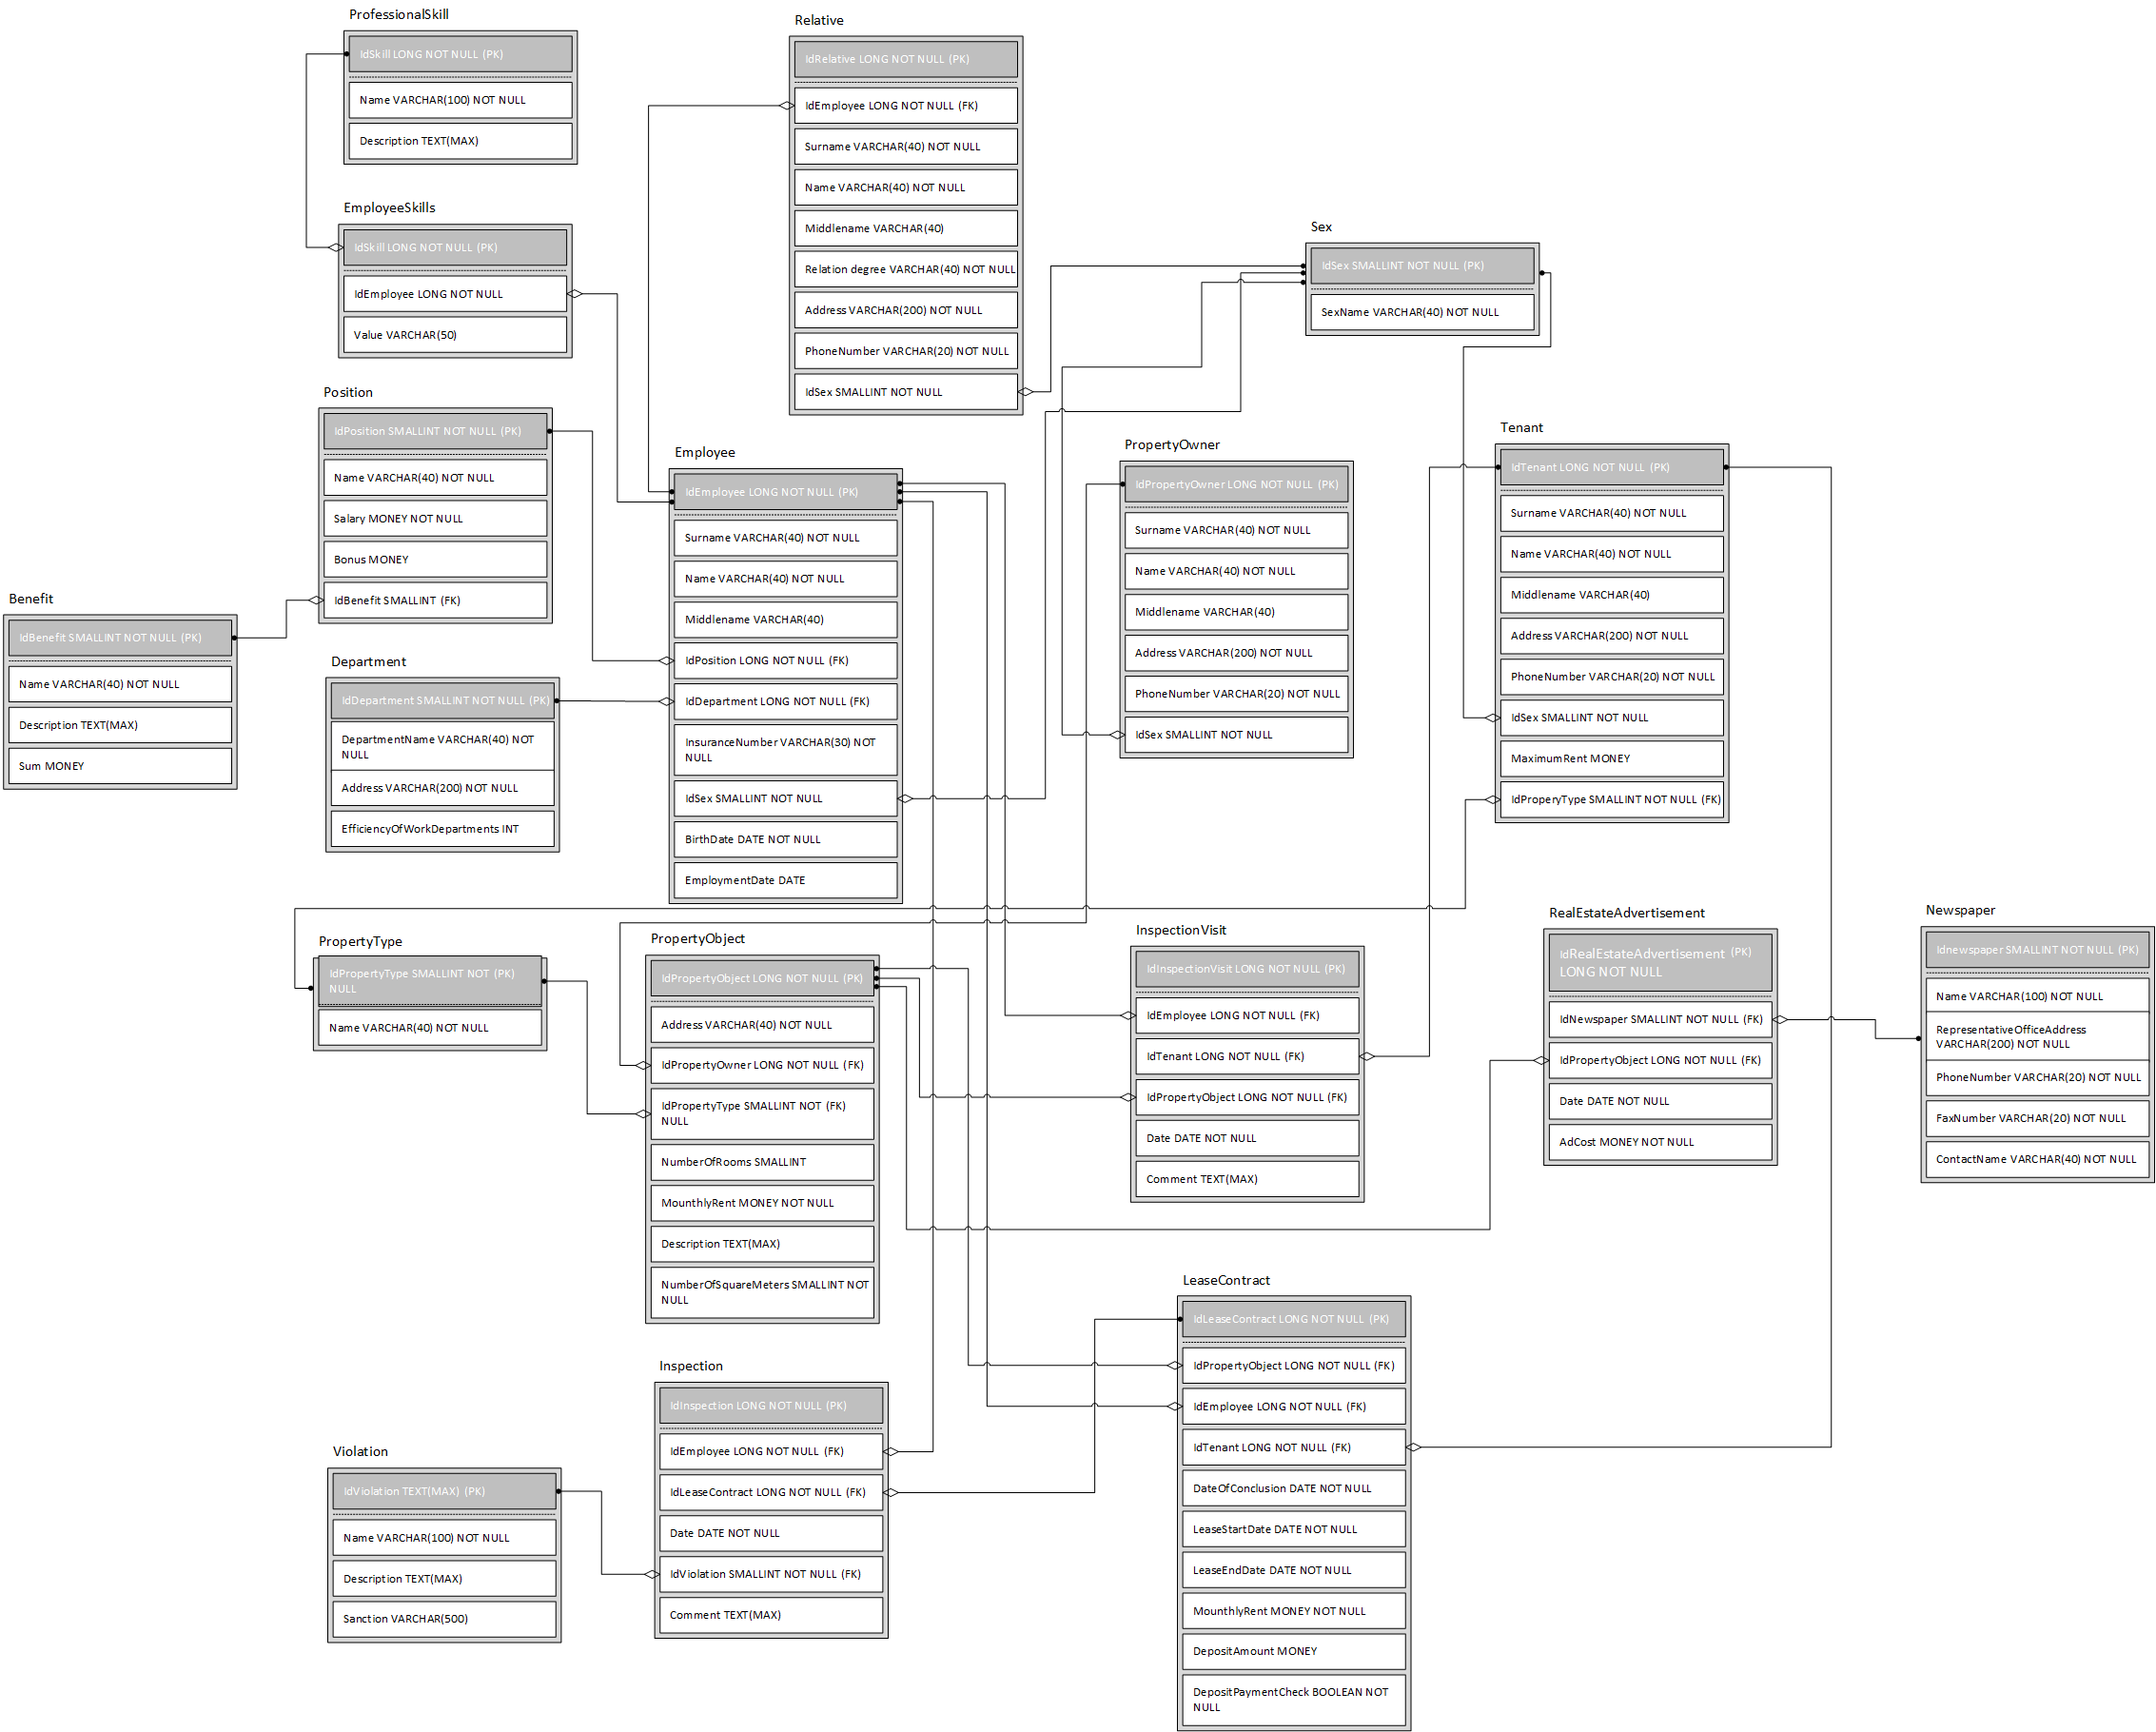 ProfessionalSkill
IdSkill LONG NOT NULL (PK)
Name VARCHAR(100) NOT NULL
Description TEXT(MAX)
EmployeeSkills
IdSkill LONG NOT NULL (PK)
IdEmployee LONG NOT NULL
Value VARCHAR(50)
Position
IdPosition SMALLINT NOT NULL (PK)
Name VARCHAR(40) NOT NULL
Salary MONEY NOT NULL
Bonus MONEY
IdBenefit SMALLINT (FK)
Benefit
IdBenefit SMALLINT NOT NULL (PK)
Name VARCHAR(40) NOT NULL
Description TEXT(MAX)
Sum MONEY
Department
IdDepartment SMALLINT NOT NULL (PK)
DepartmentName VARCHAR(40) NOT
NULL
Address VARCHAR(200) NOT NULL
EfficiencyOfWorkDepartments INT
Relative
IdRelative LONG NOT NULL (PK)
IdEmployee LONG NOT NULL (FK)
Surname VARCHAR(40) NOT NULL
Name VARCHAR(40) NOT NULL
Middlename VARCHAR(40)
Relation degree VARCHAR(40) NOT NULL
Address VARCHAR(200) NOT NULL
PhoneNumber VARCHAR(20) NOT NULL
IdSex SMALLINT NOT NULL
Sex
IdSex SMALLINT NOT NULL (PK)
SexName VARCHAR(40) NOT NULL
Employee
IdEmployee LONG NOT NULL (PK)
Surname VARCHAR(40) NOT NULL
Name VARCHAR(40) NOT NULL
Middlename VARCHAR(40)
IdPosition LONG NOT NULL (FK)
IdDepartment LONG NOT NULL (FK)
InsuranceNumber VARCHAR(30) NOT
NULL
IdSex SMALLINT NOT NULL
BirthDate DATE NOT NULL
EmploymentDate DATE
PropertyOwner
IdPropertyOwner LONG NOT NULL (PK)
Surname VARCHAR(40) NOT NULL
Name VARCHAR(40) NOT NULL
Middlename VARCHAR(40)
Address VARCHAR(200) NOT NULL
PhoneNumber VARCHAR(20) NOT NULL
IdSex SMALLINT NOT NULL
Tenant
IdTenant LONG NOT NULL (PK)
Surname VARCHAR(40) NOT NULL
Name VARCHAR(40) NOT NULL
Middlename VARCHAR(40)
Address VARCHAR(200) NOT NULL
PhoneNumber VARCHAR(20) NOT NULL
IdSex SMALLINT NOT NULL
MaximumRent MONEY
IdProperyType SMALLINT NOT NULL (FK)
PropertyType
IdPropertyType SMALLINT NOT (PK)
NULL
Name VARCHAR(40) NOT NULL
PropertyObject
IdPropertyObject LONG NOT NULL (PK)
Address VARCHAR(40) NOT NULL
IdPropertyOwner LONG NOT NULL (FK)
IdPropertyType SMALLINT NOT (FK)
NULL
NumberOfRooms SMALLINT
MounthlyRent MONEY NOT NULL
Description TEXT(MAX)
NumberOfSquareMeters SMALLINT NOT
NULL
InspectionVisit
IdInspectionVisit LONG NOT NULL (PK)
IdEmployee LONG NOT NULL (FK)
IdTenant LONG NOT NULL (FK)
IdPropertyObject LONG NOT NULL (FK)
Date DATE NOT NULL
Comment TEXT(MAX)
RealEstateAdvertisement
IdRealEstateAdvertisement (PK)
LONG NOT NULL
IdNewspaper SMALLINT NOT NULL (FK)
IdPropertyObject LONG NOT NULL (FK)
Date DATE NOT NULL
AdCost MONEY NOT NULL
Newspaper
Idnewspaper SMALLINT NOT NULL (PK)
Name VARCHAR(100) NOT NULL
RepresentativeOfficeAddress
VARCHAR(200) NOT NULL
PhoneNumber VARCHAR(20) NOT NULL
FaxNumber VARCHAR(20) NOT NULL
ContactName VARCHAR(40) NOT NULL
Violation
IdViolation TEXT(MAX) (PK)
Name VARCHAR(100) NOT NULL
Description TEXT(MAX)
Sanction VARCHAR(500)
Inspection
IdInspection LONG NOT NULL (PK)
IdEmployee LONG NOT NULL (FK)
IdLeaseContract LONG NOT NULL (FK)
Date DATE NOT NULL
IdViolation SMALLINT NOT NULL (FK)
Comment TEXT(MAX)
LeaseContract
IdLeaseContract LONG NOT NULL (PK)
IdPropertyObject LONG NOT NULL (FK)
IdEmployee LONG NOT NULL (FK)
IdTenant LONG NOT NULL (FK)
DateOfConclusion DATE NOT NULL
LeaseStartDate DATE NOT NULL
LeaseEndDate DATE NOT NULL
MounthlyRent MONEY NOT NULL
DepositAmount MONEY
DepositPaymentCheck BOOLEAN NOT
NULL